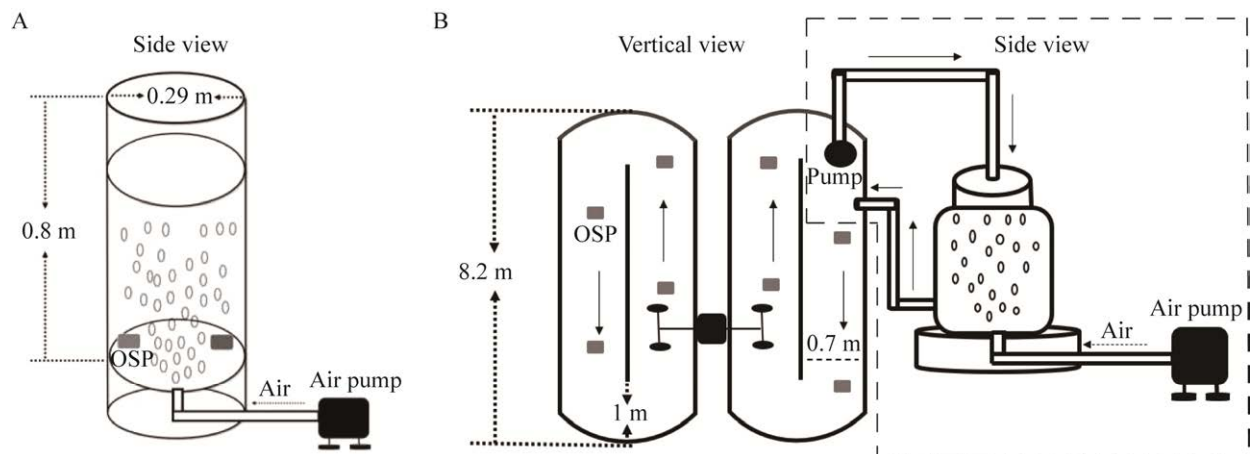 A
Side view
0.29 m
0.8 m
OSP
Air
Air pump
B
Vertical view
Side view
Pump
OSP
8.2 m
0.7 m
1 m
Air
Air pump